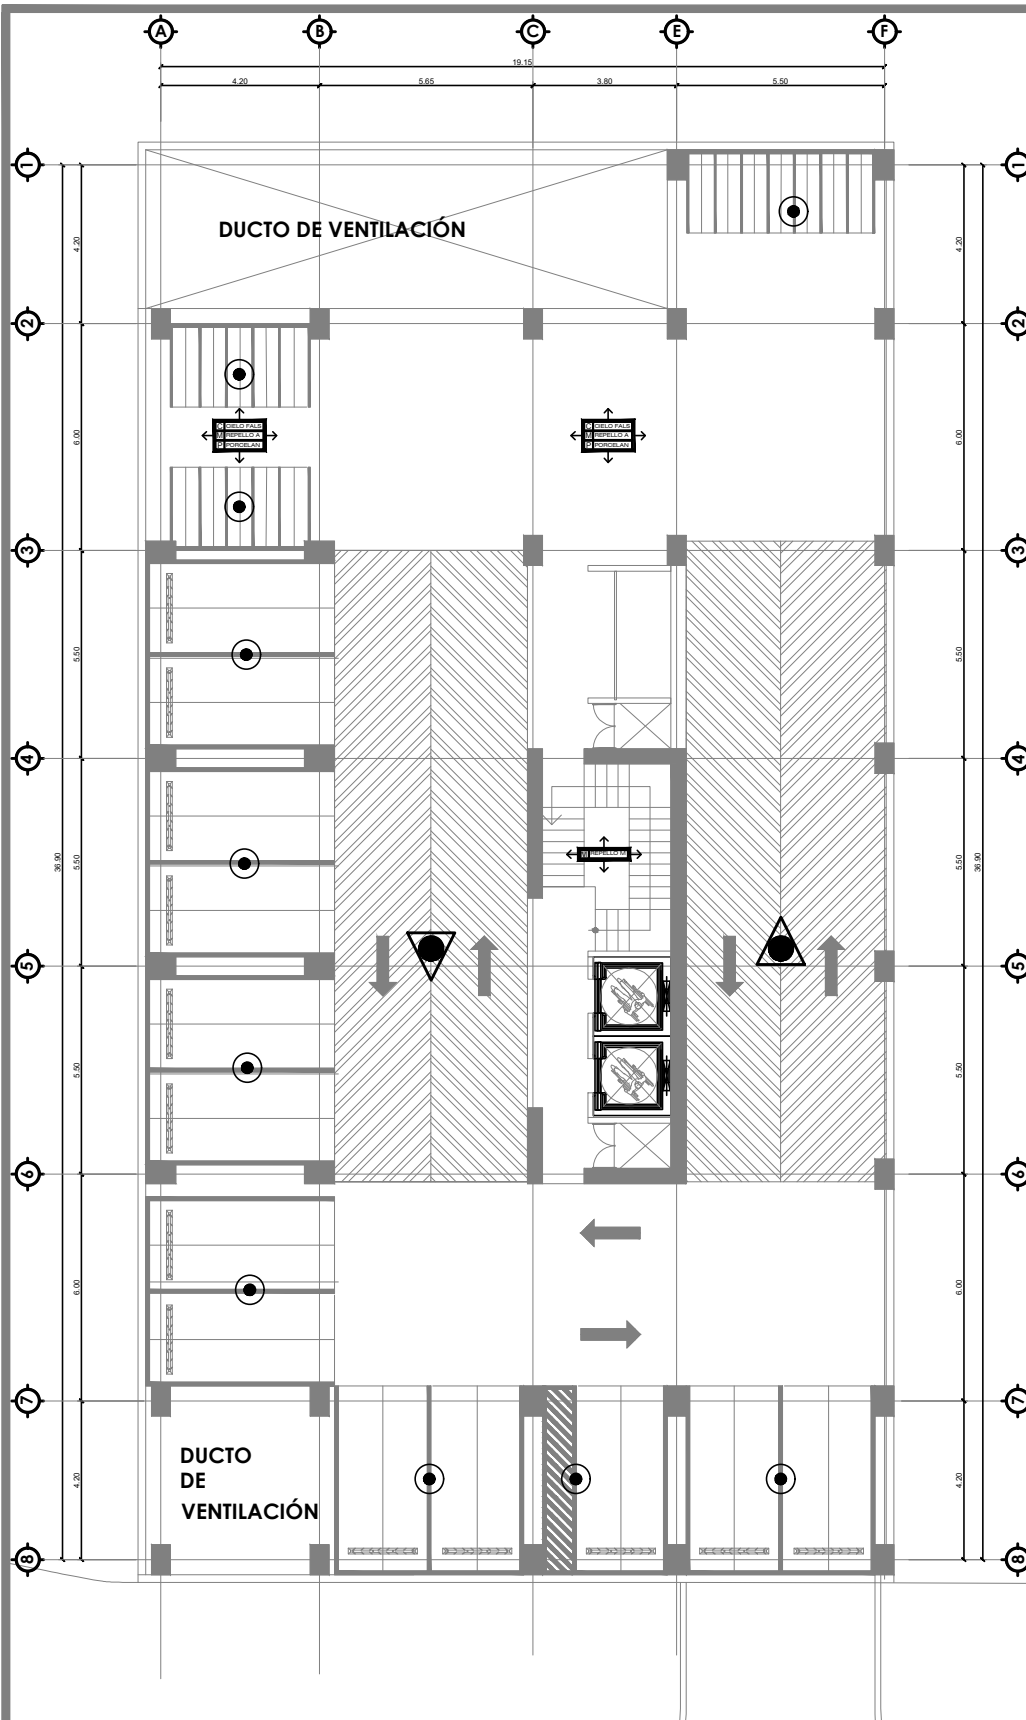 A B C E F
19.15
4.20 5.65 3.80 5.50
1 1
DUCTO DE VENTILACIÓN
4.20 4.20
2 2
6.00 6.00
C CIELO FALS
M REPELLO A
P PORCELAN
C CIELO FALS
M REPELLO A
P PORCELAN
3 3
5.50 5.50
4 4
36.90 5.50 5.50 36.90
M REPELLO M
5 5
5.50 5.50
6 6
6.00 6.00
7 7
DUCTO
DE
VENTILACIÓN
4.20 4.20
8 8